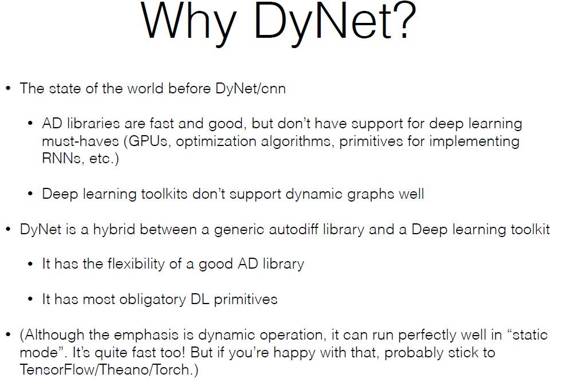 Why DyNet?
• The state of the world before DyNet/cnn
• AD libraries are fast and good, but don’t have support for deep learning
must-haves (GPUs, optimization algorithms, primitives for implementing
RNNs, etc.)
• Deep learning toolkits don’t support dynamic graphs well
• DyNet is a hybrid between a generic autodiff library and a Deep learning toolkit
• It has the flexibility of a good AD library
• It has most obligatory DL primitives
• (Although the emphasis is dynamic operation, it can run perfectly well in “static
mode”. It’s quite fast too! But if you’re happy with that, probably stick to
TensorFlow/Theano/Torch.)